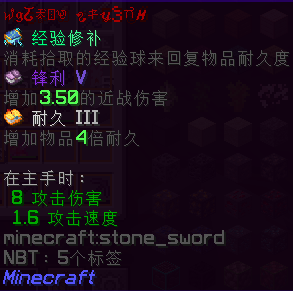 经验修补
消耗拾取的经验球来回复物品耐久度
锋利 V
增加3.50的近战伤害
耐久 III
增加物品4倍耐久
在主手时：
8 攻击伤害
1.6 攻击速度
minecraft:stone_sword
NBT：5个标签
Minecraft